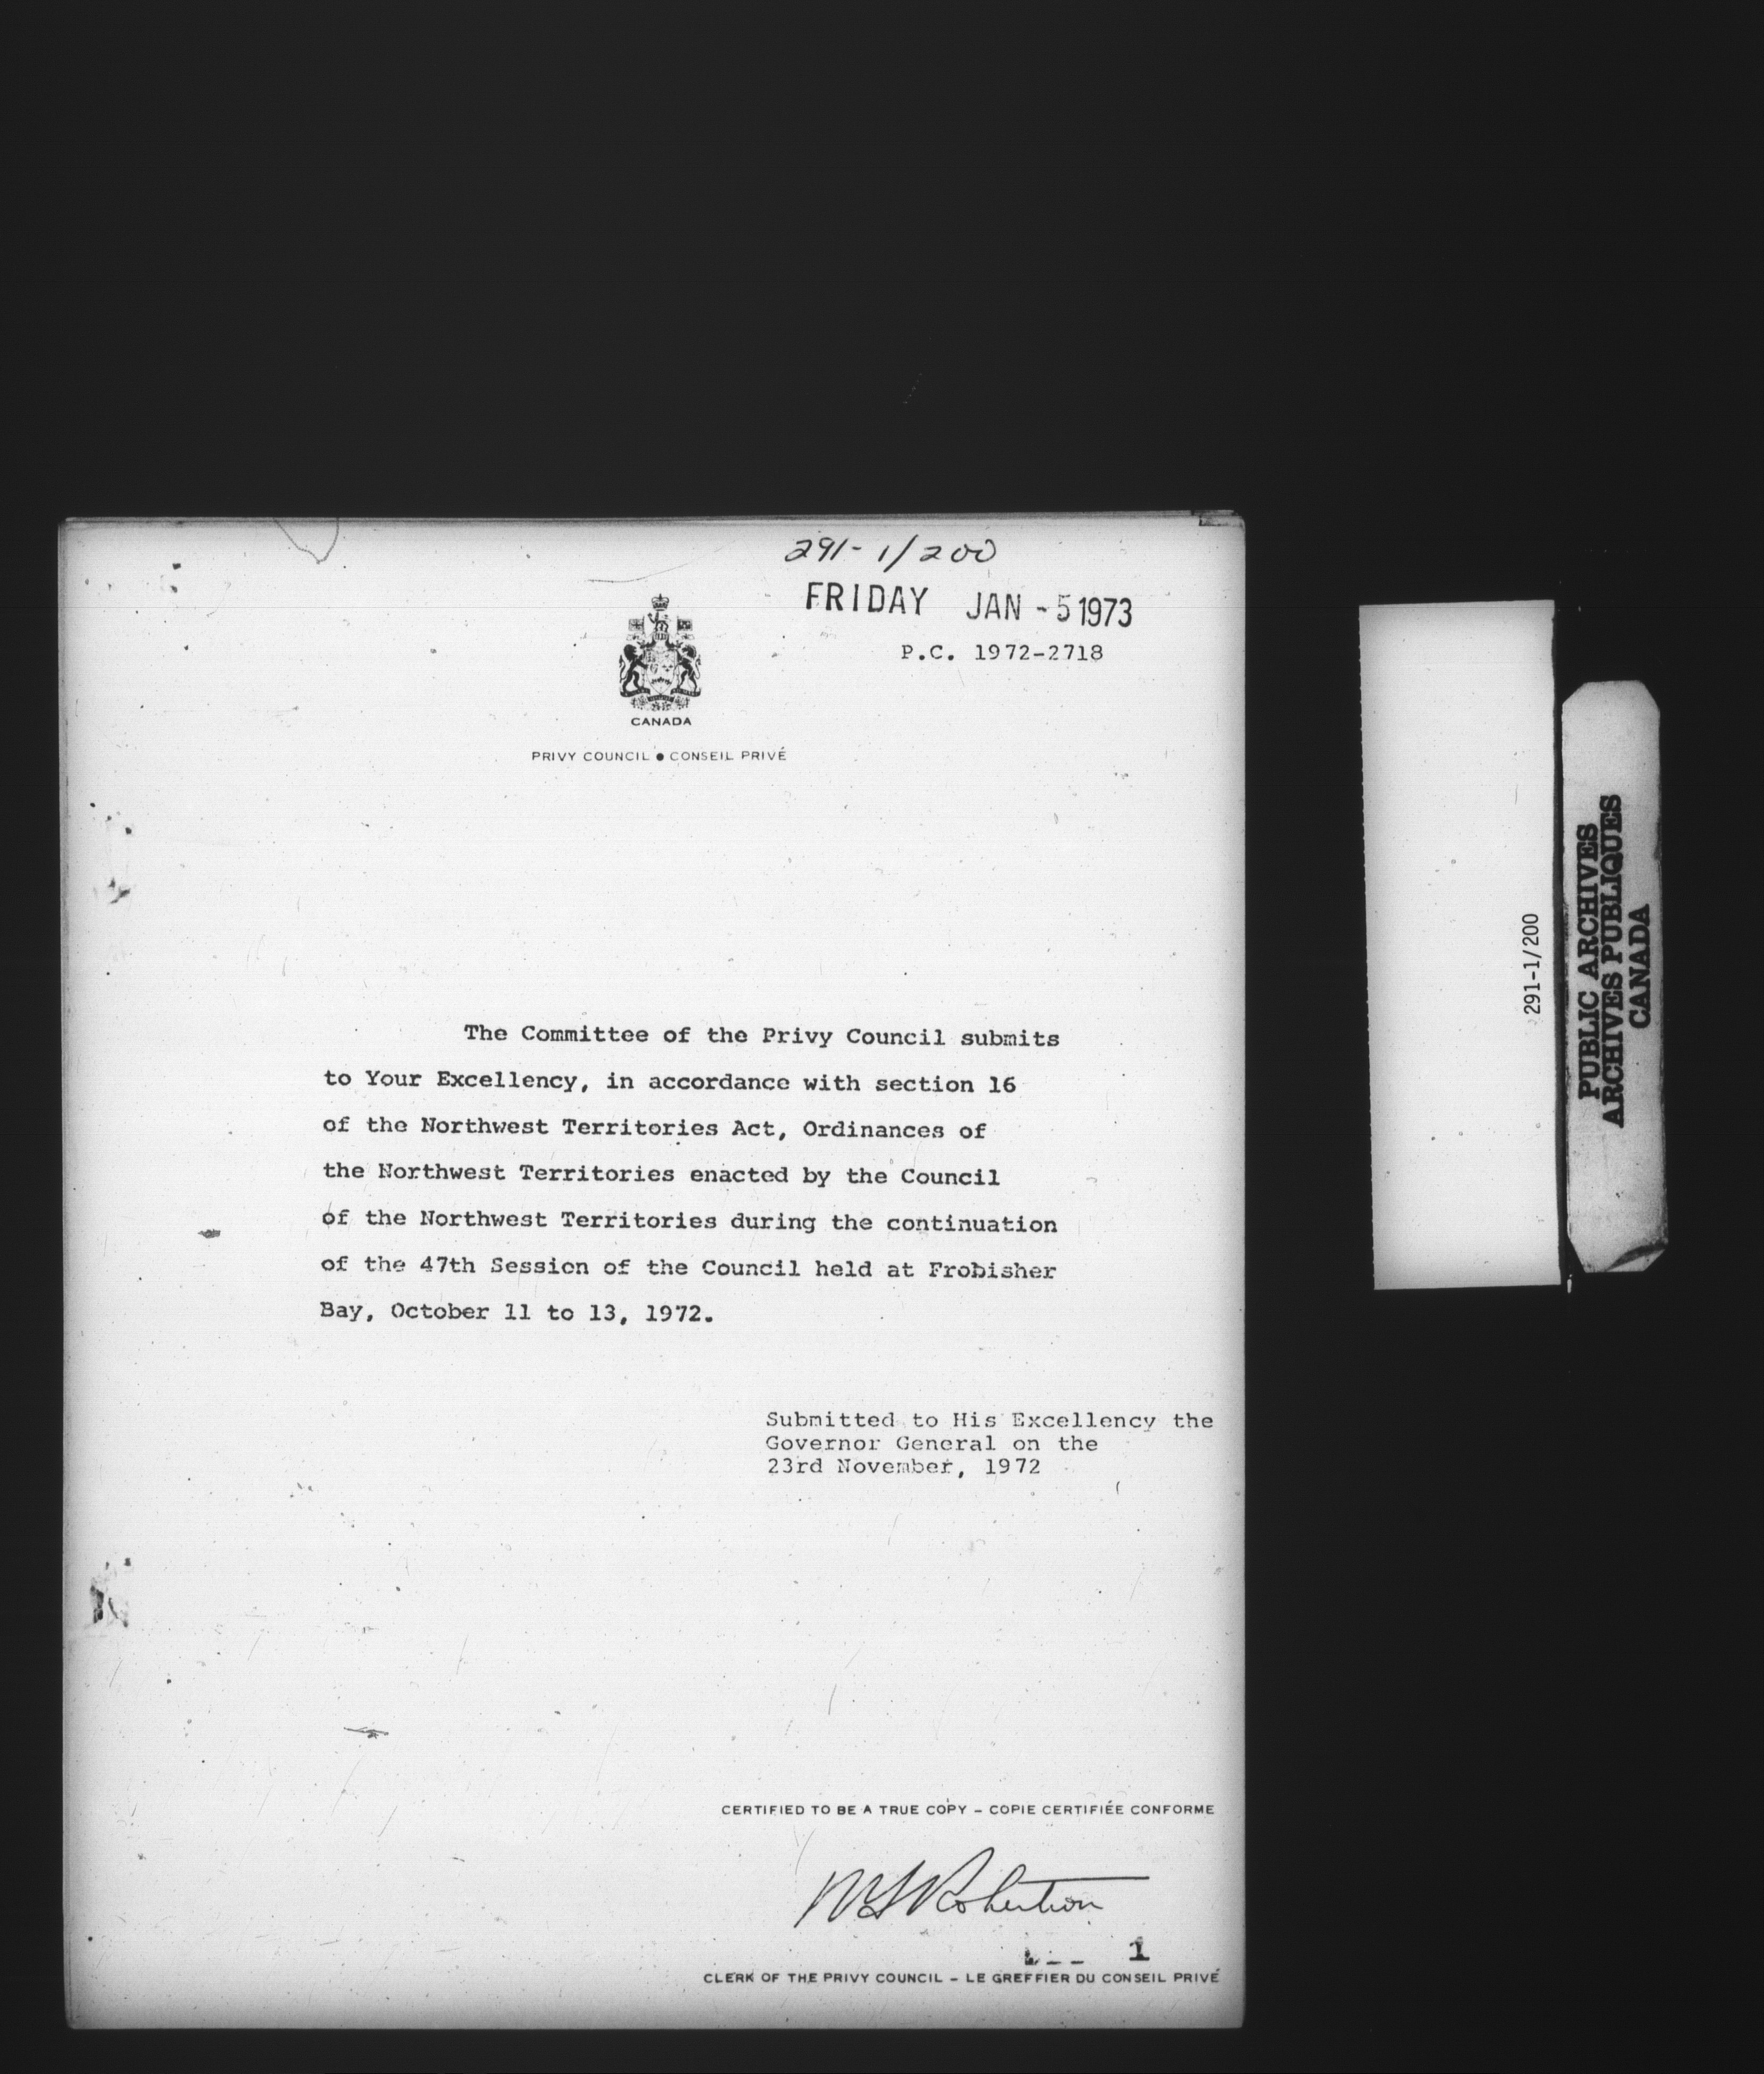 291-1/200
FRIDAY JAN - 5 1973
P.C. 1972-2718
CANADA
PRIVY COUNCIL • CONSEIL PRIVÉ
The Committee of the Privy Council submits
to Your Excellency, in accordance with section 16
of the Northwest Territories Act, Ordinances of
the Northwest Territories enacted by the Council
of the Northwest Territories during the continuation
of the 47th Session of the Council held at Frobisher
Bay, October 11 to 13, 1972.
Submitted to His Excellency the
Governor General on the
23rd November, 1972
CERTIFIED TO BE A TRUE COPY – COPIE CERTIFIÉE CONFORME
Robertson
1
CLERK OF THE PRIVY COUNCIL – LE GREFFIER DU CONSEIL PRIVÉ
291-1/200
PUBLIC ARCHIVES
ARCHIVES PUBLIQUES
CANADA